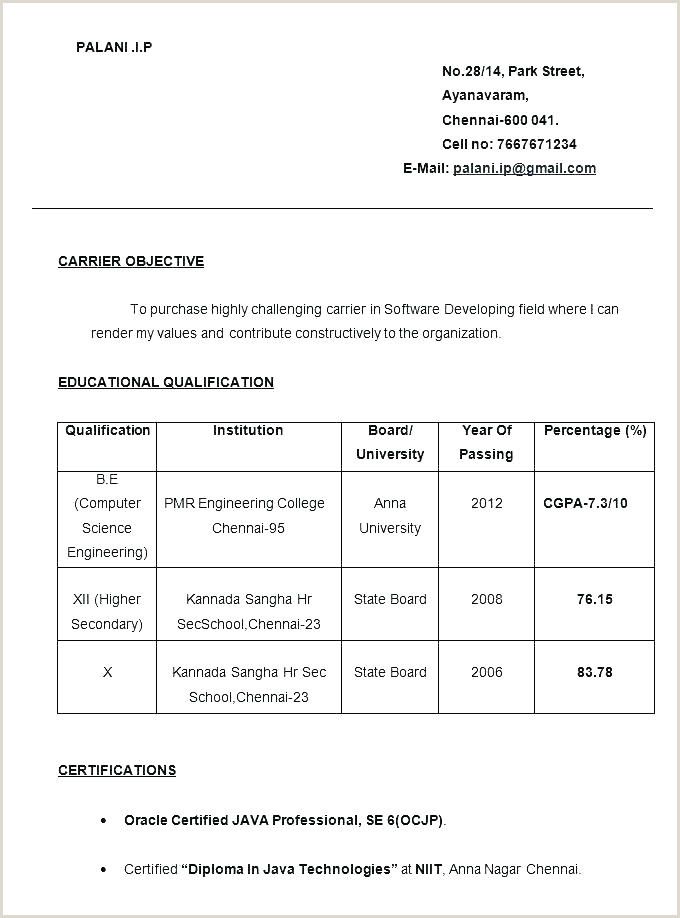 PALANI .I.P
No.28/14, Park Street,
Ayanavaram,
Chennai-600 041.
Cell no: 7667671234
E-Mail: palani.ip@gmail.com
CARRIER OBJECTIVE
To purchase highly challenging carrier in Software Developing field where I can
render my values and contribute constructively to the organization.
EDUCATIONAL QUALIFICATION
Qualification Institution Board/ University Year Of Passing Percentage (%)
B.E (Computer Science Engineering) PMR Engineering College Chennai-95 Anna University 2012 CGPA-7.3/10
XII (Higher Secondary) Kannada Sangha Hr SecSchool,Chennai-23 State Board 2008 76.15
X Kannada Sangha Hr Sec School,Chennai-23 State Board 2006 83.78
CERTIFICATIONS
• Oracle Certified JAVA Professional, SE 6(OCJP).
• Certified “Diploma In Java Technologies” at NIIT, Anna Nagar Chennai.